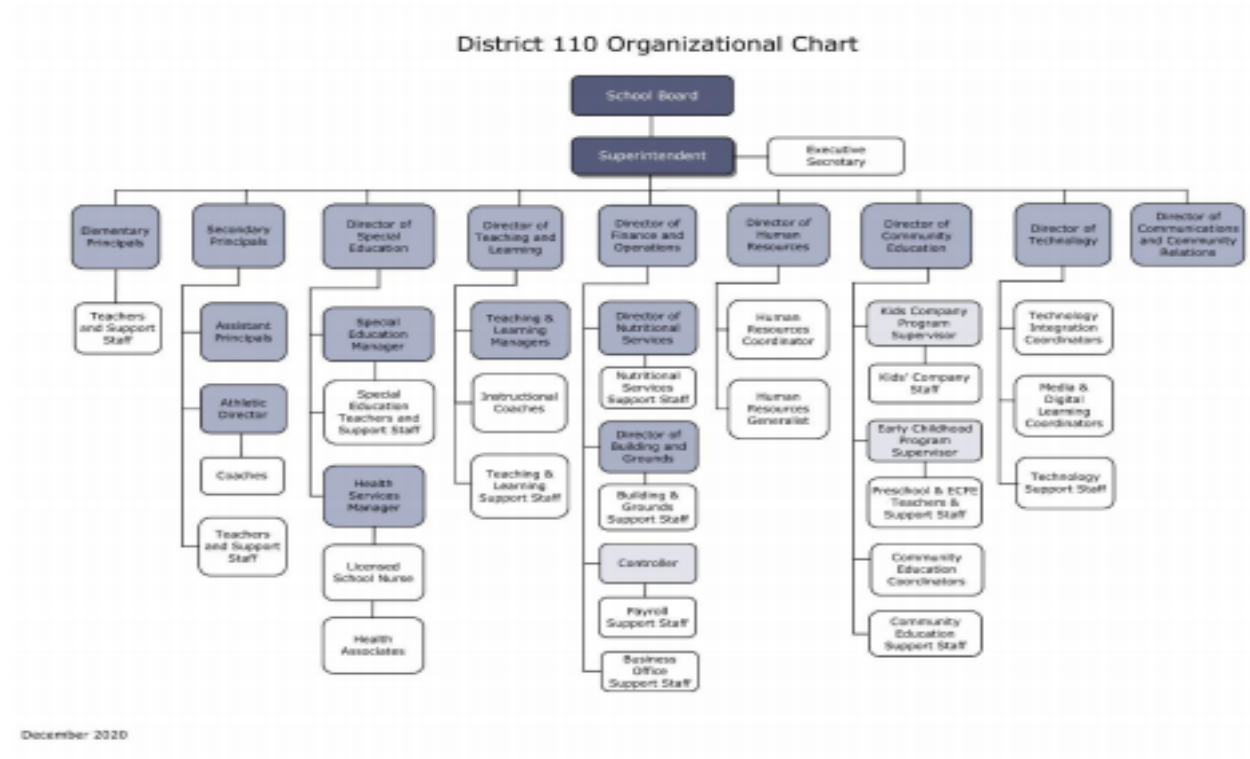 District 110 Organizational Chart
School Board
Superintendent
Executive
Secretary
Elementary
Principals
Secondary
Principals
Director of
Special
Education
Director of
Teaching and
Learning
Director of
Finance and
Operations
Director of
Human
Resources
Director of
Community
Education
Director of
Technology
Director of
Communications
and Community
Relations
Teachers
and Support
Staff
Assistant
Principals
Athletic
Director
Coaches
Teachers
and Support
Staff
Special
Education
Manager
Special
Education
Teachers and
Support Staff
Health
Services
Manager
Licensed
School Nurse
Health
Associates
Teaching &
Learning
Managers
Instructional
Coaches
Teaching &
Learning
Support Staff
Director of
Nutritional
Services
Nutritional
Services
Support Staff
Director of
Building and
Grounds
Building &
Grounds
Support Staff
Controller
Payroll
Support Staff
Business
Office
Support Staff
Human
Resources
Coordinator
Human
Resources
Generalist
Kids Company
Program
Supervisor
Kids' Company
Staff
Early Childhood
Program
Supervisor
Preschool & ECFE
Teachers &
Support Staff
Community
Education
Coordinators
Community
Education
Support Staff
Technology
Integration
Coordinators
Media &
Digital
Learning
Coordinators
Technology
Support Staff
December 2020